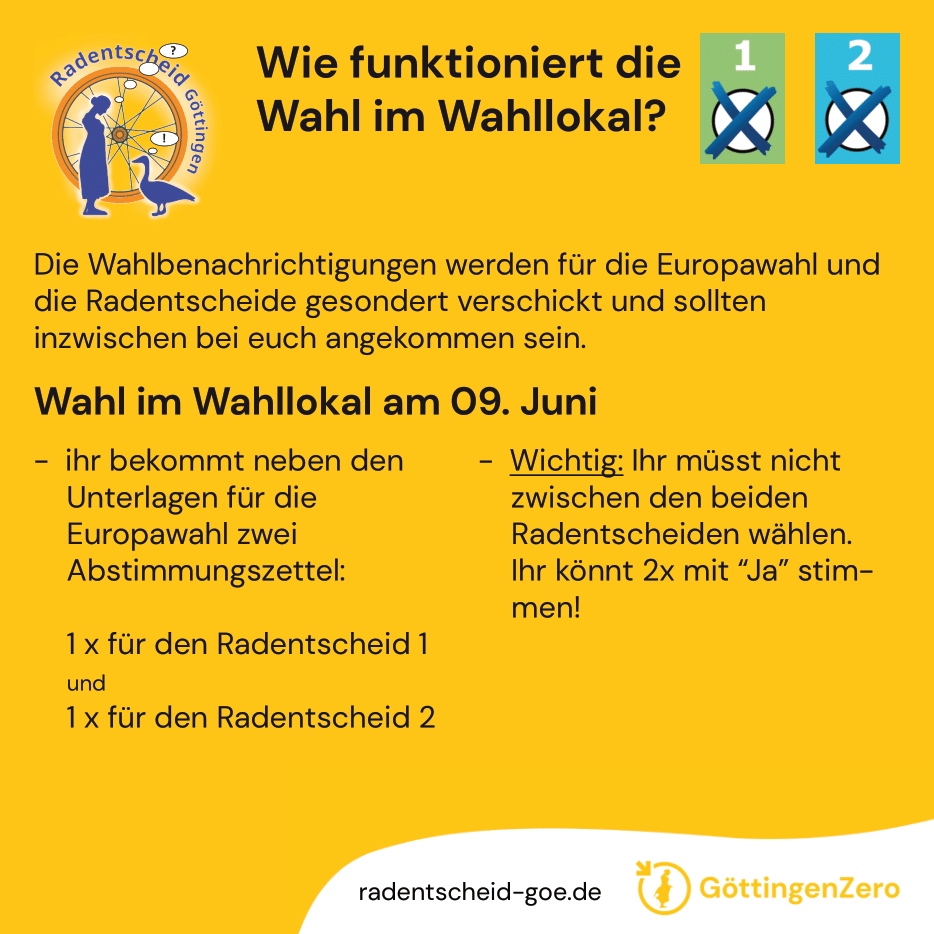 Radentscheid Göttingen
?
!
Wie funktioniert die
Wahl im Wahllokal?
1
2
Die Wahlbenachrichtigungen werden für die Europawahl und
die Radentscheide gesondert verschickt und sollten
inzwischen bei euch angekommen sein.
Wahl im Wahllokal am 09. Juni
- ihr bekommt neben den
Unterlagen für die
Europawahl zwei
Abstimmungszettel:
1 x für den Radentscheid 1
und
1 x für den Radentscheid 2
- Wichtig: Ihr müsst nicht
zwischen den beiden
Radentscheiden wählen.
Ihr könnt 2x mit “Ja” stim-
men!
radentscheid-goe.de
GöttingenZero